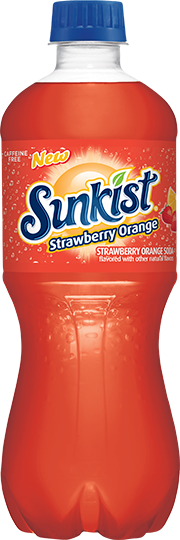 CAFFEINE
FREE
New
Sunkist
Strawberry Orange
STRAWBERRY ORANGE SODA
flavored with other natural flavors